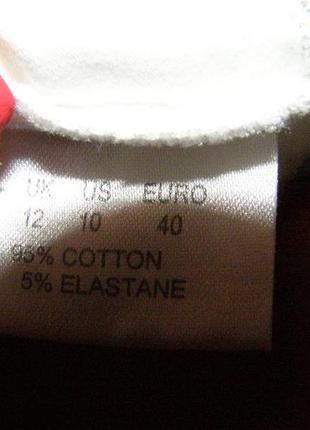 UK US EURO
12 10 40
95% COTTON
5% ELASTANE